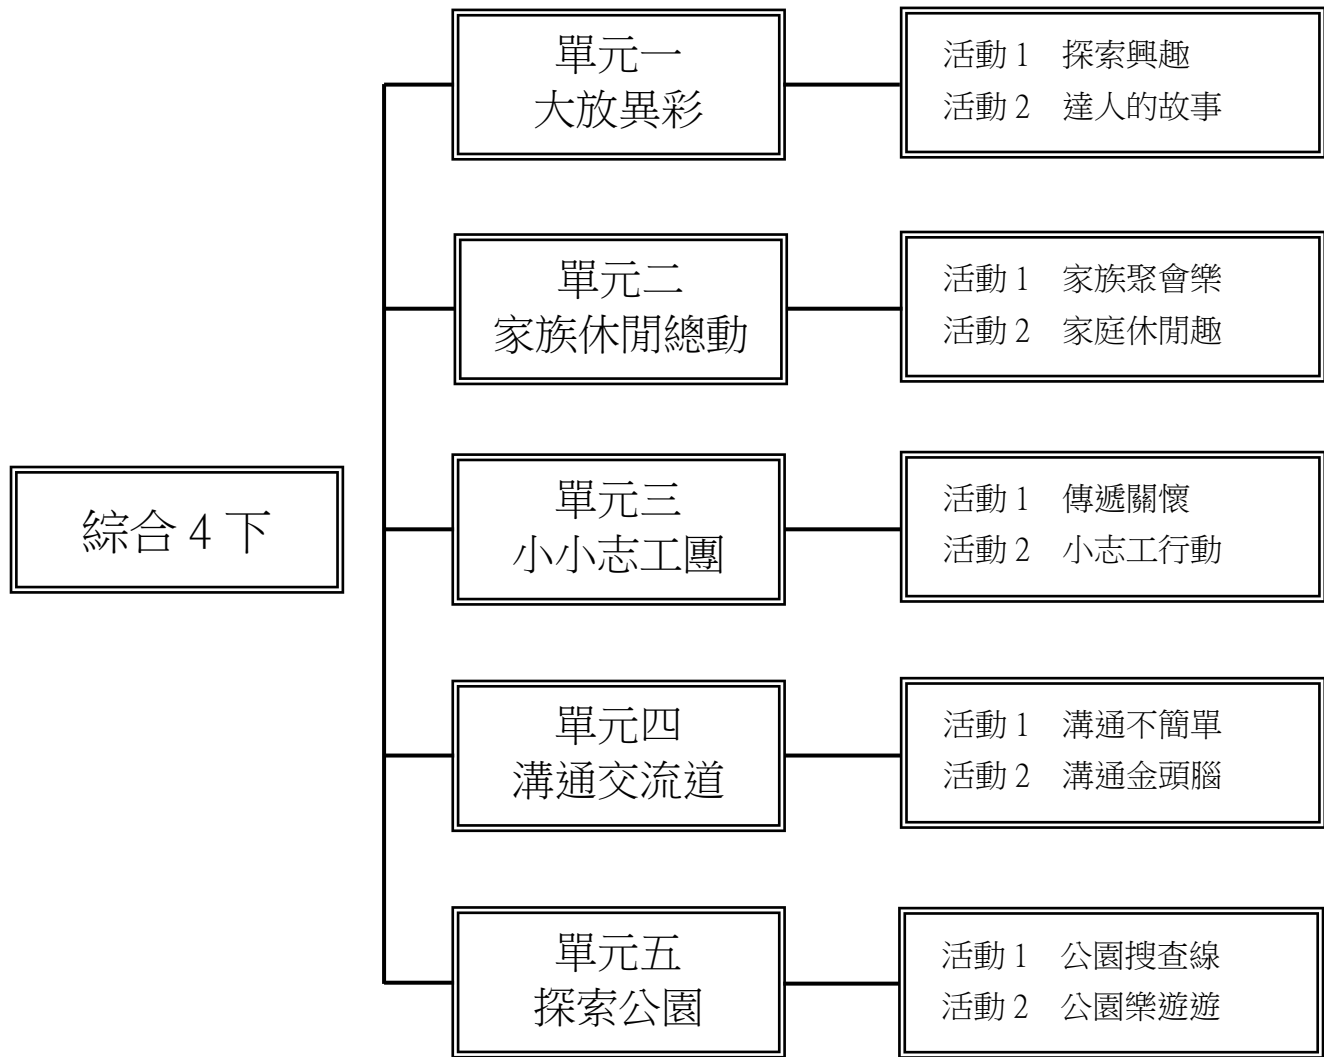 綜合 4 下
單元一
大放異彩
活動 1　探索興趣
活動 2　達人的故事
單元二
家族休閒總動
活動 1　家族聚會樂
活動 2　家庭休閒趣
單元三
小小志工團
活動 1　傳遞關懷
活動 2　小志工行動
單元四
溝通交流道
活動 1　溝通不簡單
活動 2　溝通金頭腦
單元五
探索公園
活動 1　公園搜查線
活動 2　公園樂遊遊